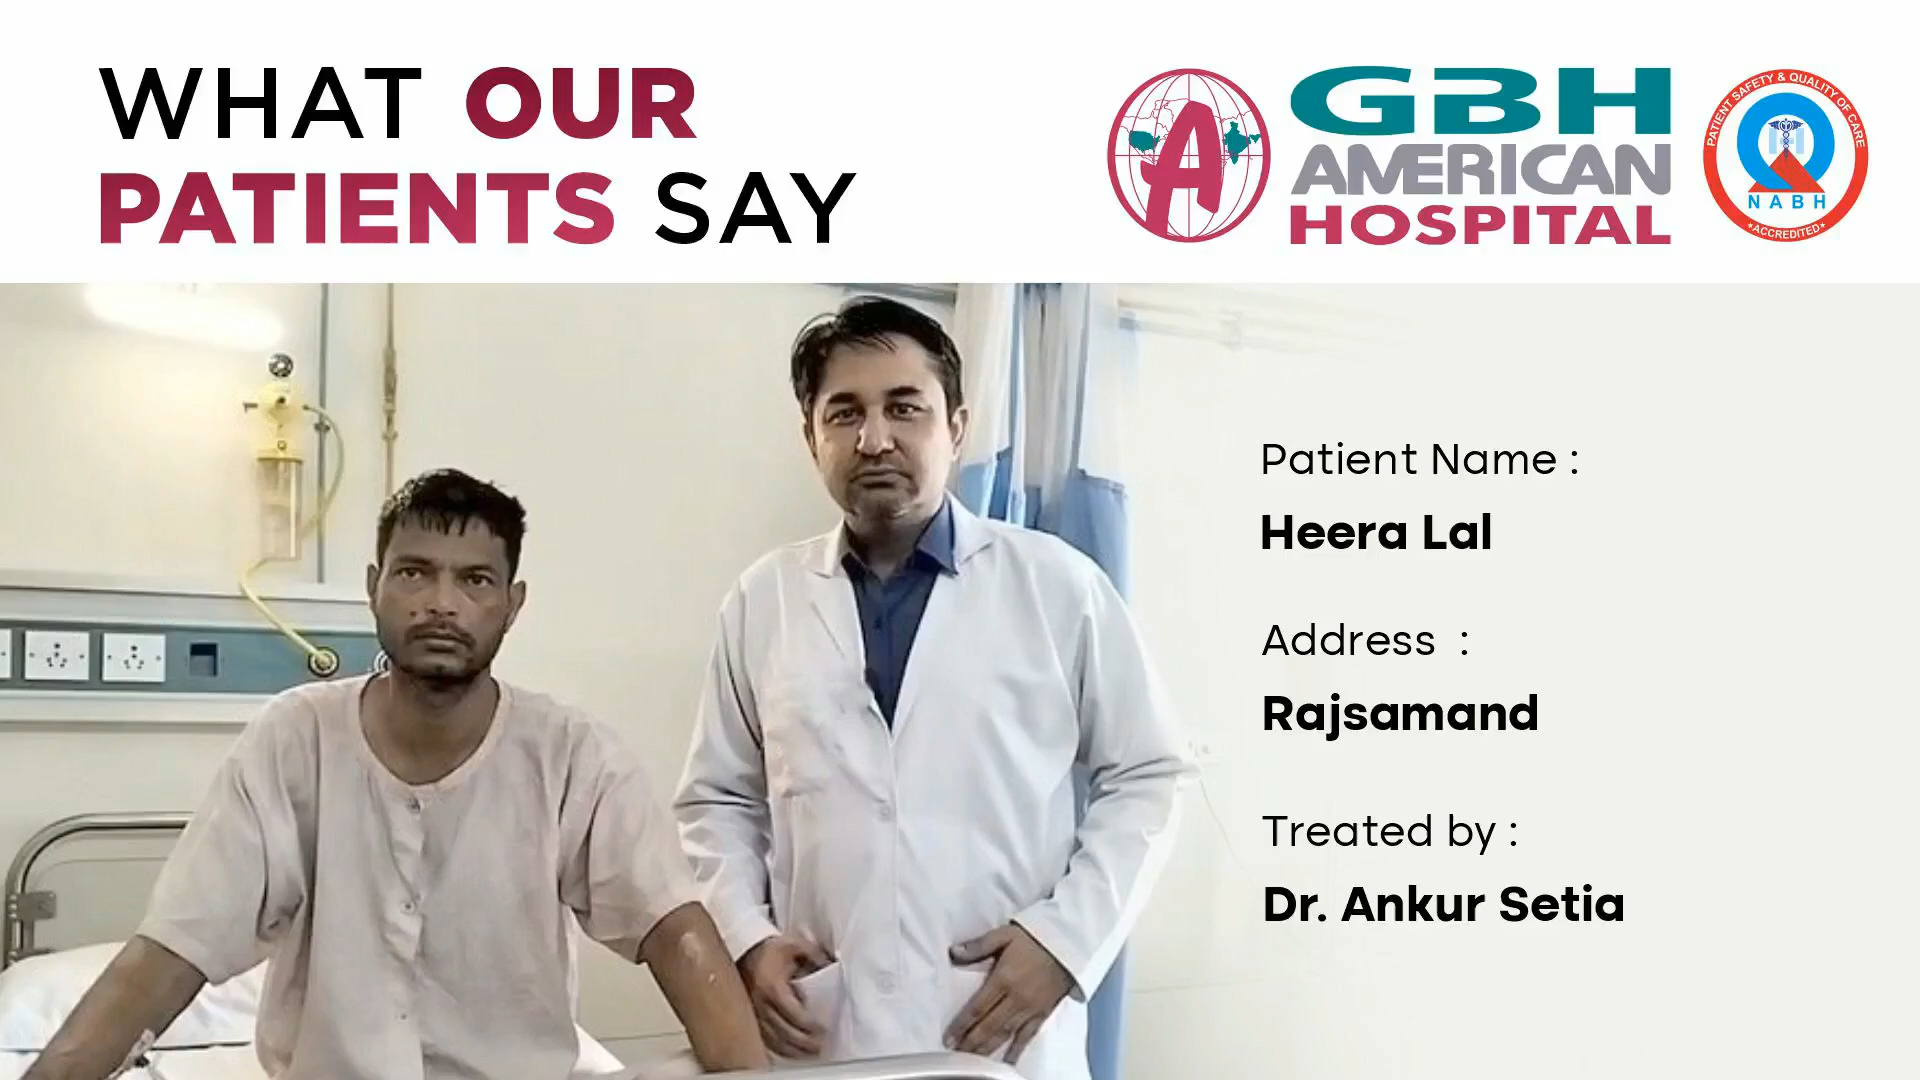 WHAT OUR
PATIENTS SAY
A
GBH
AMERICAN
HOSPITAL
PATIENT SAFETY & QUALITY OF CARE
NABH
ACCREDITED
Patient Name :
Heera Lal
Address :
Rajsamand
Treated by :
Dr. Ankur Setia